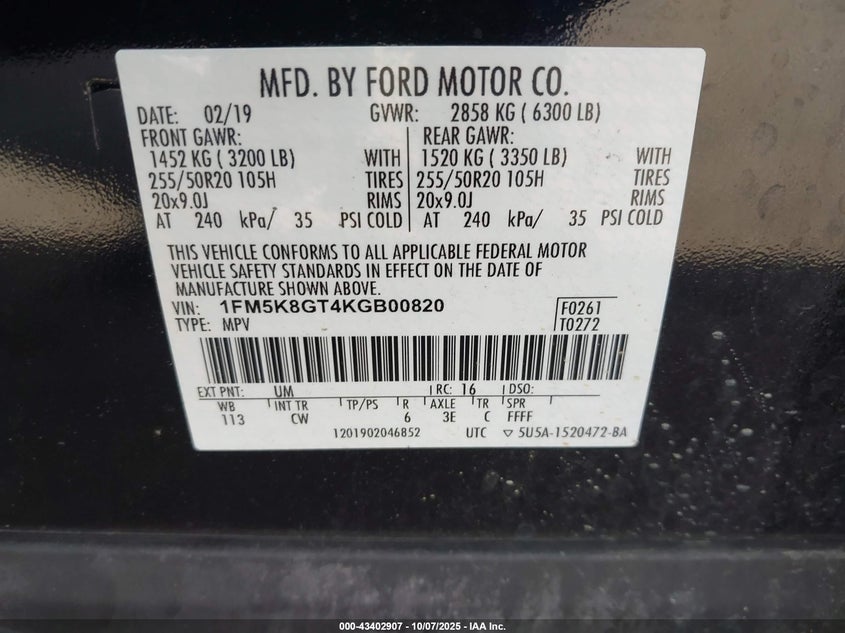 MFD. BY FORD MOTOR CO.
DATE: 02/19 GVWR: 2858 KG ( 6300 LB)
FRONT GAWR: REAR GAWR:
1452 KG ( 3200 LB) WITH 1520 KG ( 3350 LB) WITH
255/50R20 105H TIRES 255/50R20 105H TIRES
20x9.0J RIMS 20x9.0J RIMS
AT 240 kPa/ 35 PSI COLD AT 240 kPa/ 35 PSI COLD
THIS VEHICLE CONFORMS TO ALL APPLICABLE FEDERAL MOTOR
VEHICLE SAFETY STANDARDS IN EFFECT ON THE DATE OF
MANUFACTURE SHOWN ABOVE.
VIN: 1FM5K8GT4KGB00820 F0261
TYPE: MPV T0272
EXT PNT: UM RC: 16 DSO:
WB INT TR TP/PS R AXLE TR SPR
113 CW 6 3E C FFFF
1201902046852 UTC ▽ 5U5A-1520472-BA
000-43402907 | 10/07/2025 - IAA Inc.